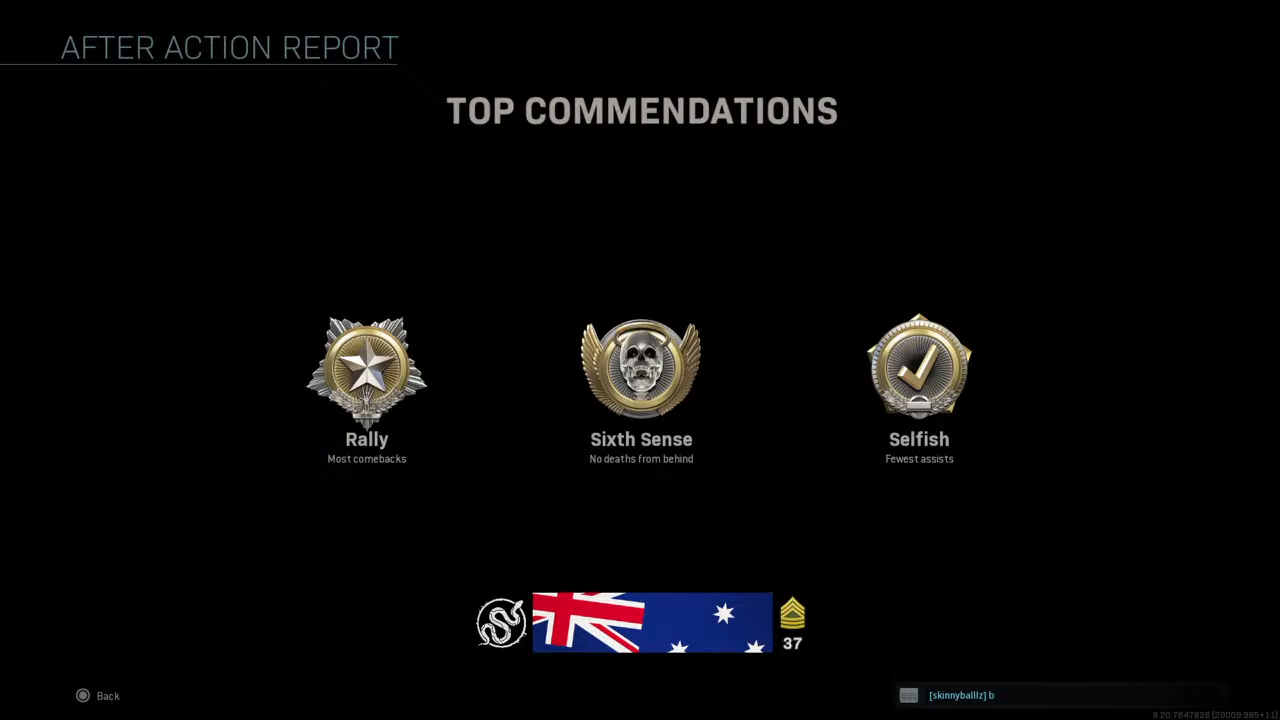 AFTER ACTION REPORT
TOP COMMENDATIONS
Rally
Most comebacks
Sixth Sense
No deaths from behind
Selfish
Fewest assists
37
Back
[skinnyballlz] b